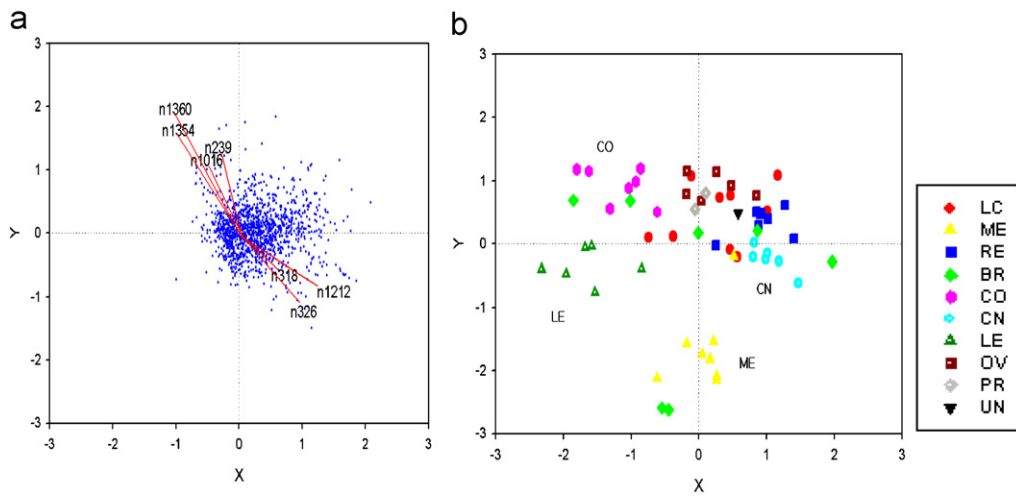 a
3
2
1
0
-1
-2
-3
Y
-3 -2 -1 0 1 2 3
X
n1360
n1354
n239
n1016
n318
n1212
n326
b
3
2
1
0
-1
-2
-3
Y
-3 -2 -1 0 1 2 3
X
CO
CN
LE
ME
LC
ME
RE
BR
CO
CN
LE
OV
PR
UN